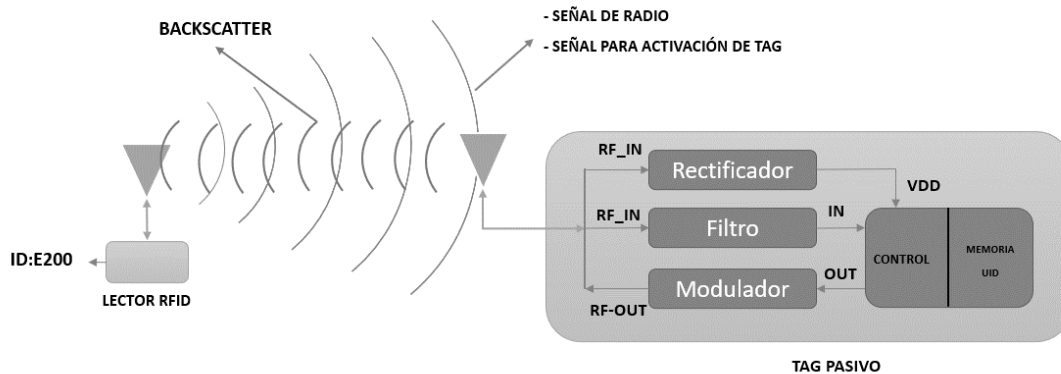 BACKSCATTER
- SEÑAL DE RADIO
- SEÑAL PARA ACTIVACIÓN DE TAG
ID:E200
LECTOR RFID
RF_IN
Rectificador
VDD
RF_IN
Filtro
IN
CONTROL
MEMORIA
UID
OUT
Modulador
RF-OUT
TAG PASIVO